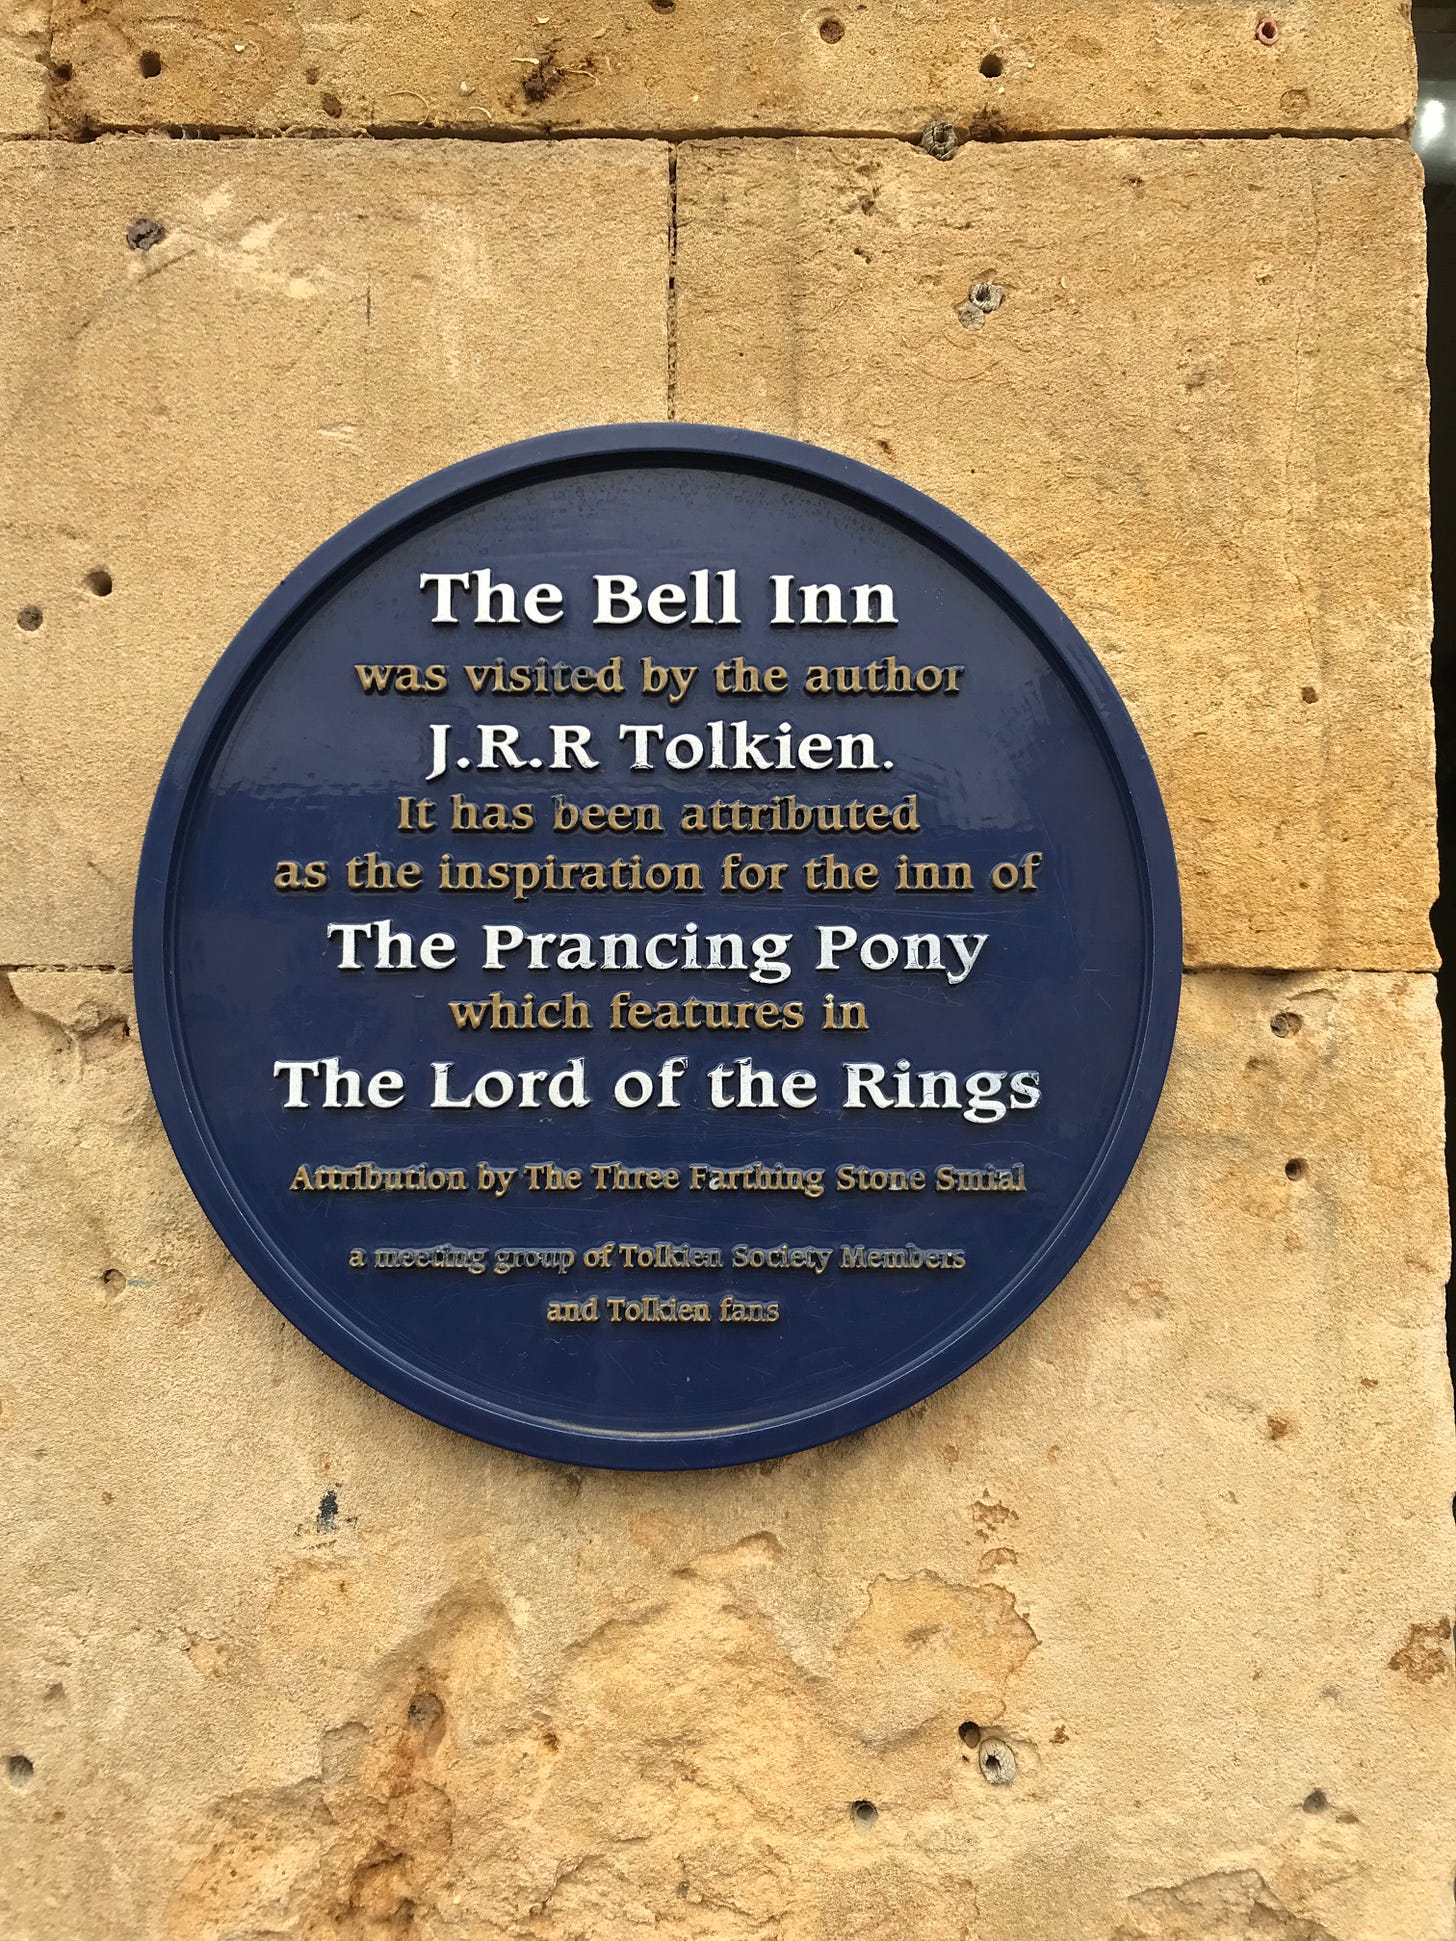 The Bell Inn
was visited by the author
J.R.R Tolkien.
It has been attributed
as the inspiration for the inn of
The Prancing Pony
which features in
The Lord of the Rings
Attribution by The Three Farthing Stone Smial
a meeting group of Tolkien Society Members
and Tolkien fans